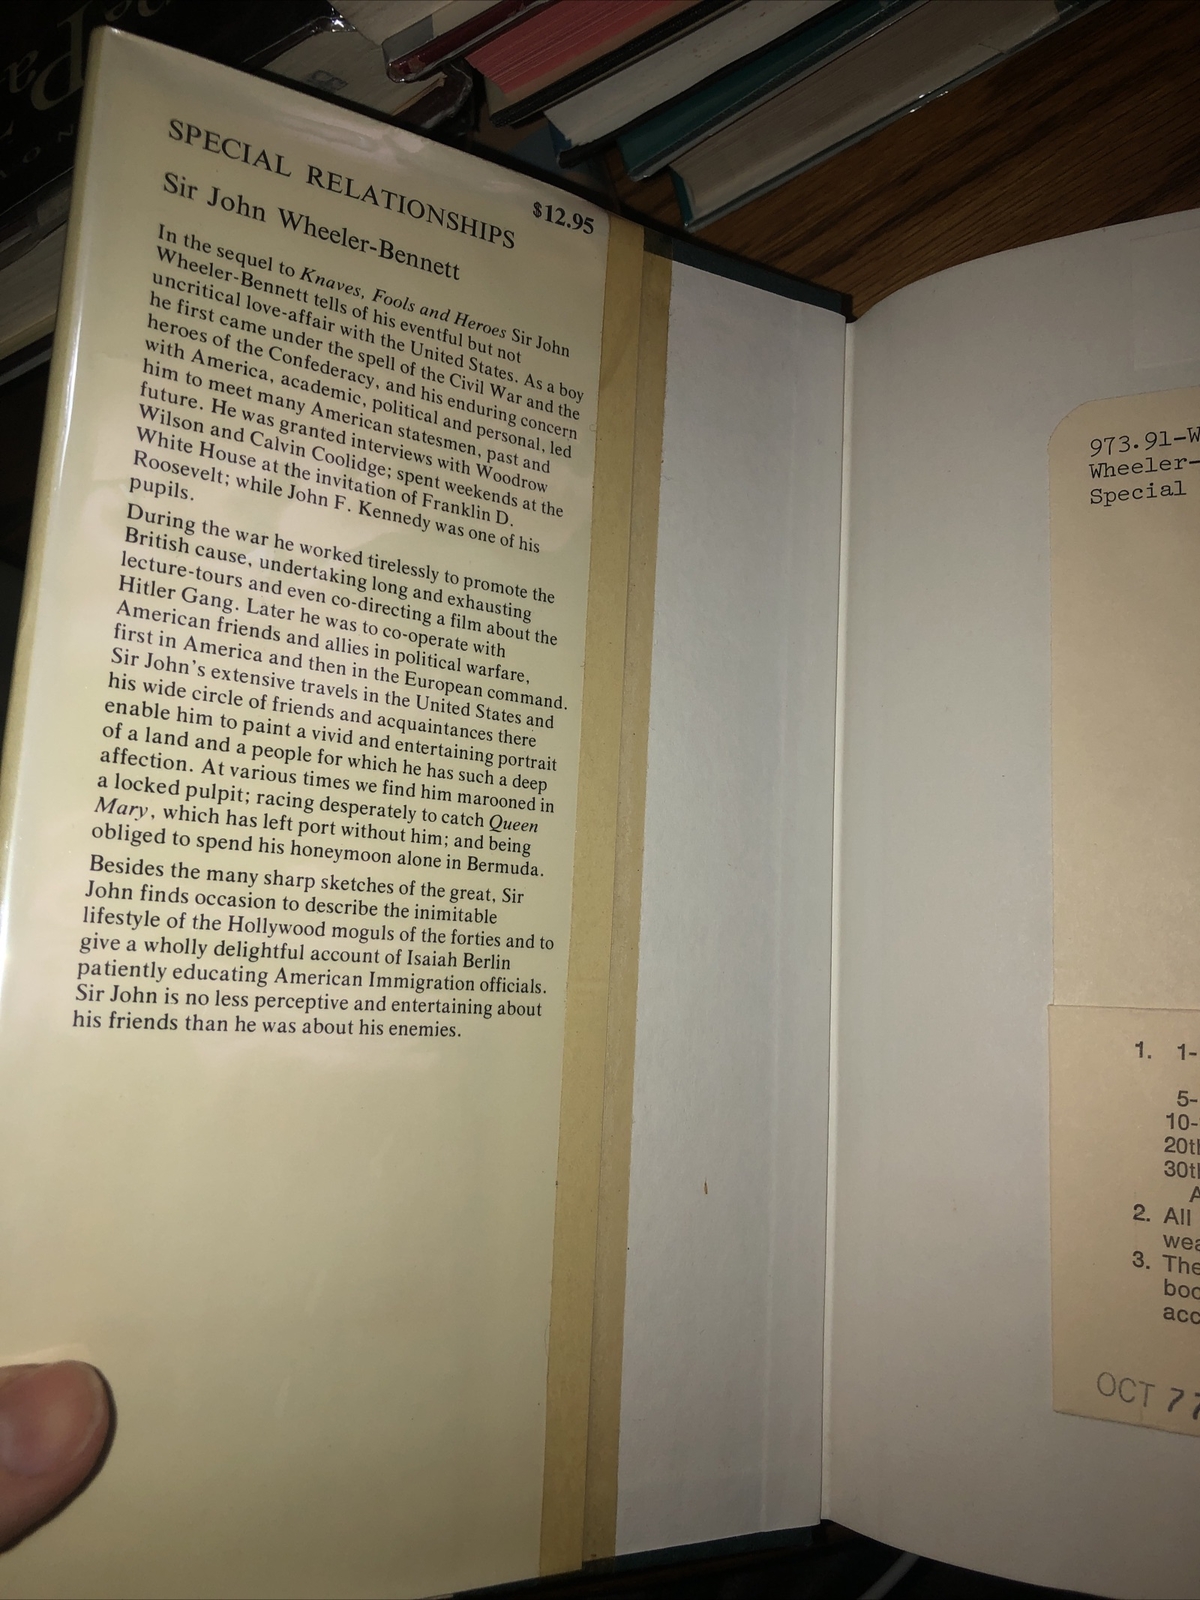 SPECIAL RELATIONSHIPS
$12.95
Sir John Wheeler-Bennett
In the sequel to Knaves, Fools and Heroes Sir John
Wheeler-Bennett tells of his eventful but not
uncritical love-affair with the United States. As a boy
he first came under the spell of the Civil War and the
heroes of the Confederacy, and his enduring concern
with America, academic, political and personal, led
him to meet many American statesmen, past and
future. He was granted interviews with Woodrow
Wilson and Calvin Coolidge; spent weekends at the
White House at the invitation of Franklin D.
Roosevelt; while John F. Kennedy was one of his
pupils.
During the war he worked tirelessly to promote the
British cause, undertaking long and exhausting
lecture-tours and even co-directing a film about the
Hitler Gang. Later he was to co-operate with
American friends and allies in political warfare,
first in America and then in the European command.
Sir John's extensive travels in the United States and
his wide circle of friends and acquaintances there
enable him to paint a vivid and entertaining portrait
of a land and a people for which he has such a deep
affection. At various times we find him marooned in
a locked pulpit; racing desperately to catch Queen
Mary, which has left port without him; and being
obliged to spend his honeymoon alone in Bermuda.
Besides the many sharp sketches of the great, Sir
John finds occasion to describe the inimitable
lifestyle of the Hollywood moguls of the forties and to
give a wholly delightful account of Isaiah Berlin
patiently educating American Immigration officials.
Sir John is no less perceptive and entertaining about
his friends than he was about his enemies.
973.91-W
Wheeler-
Special
1. 1-
5-
10-
20th
30th
A
2. All
wea
3. The
boo
acc
OCT 77